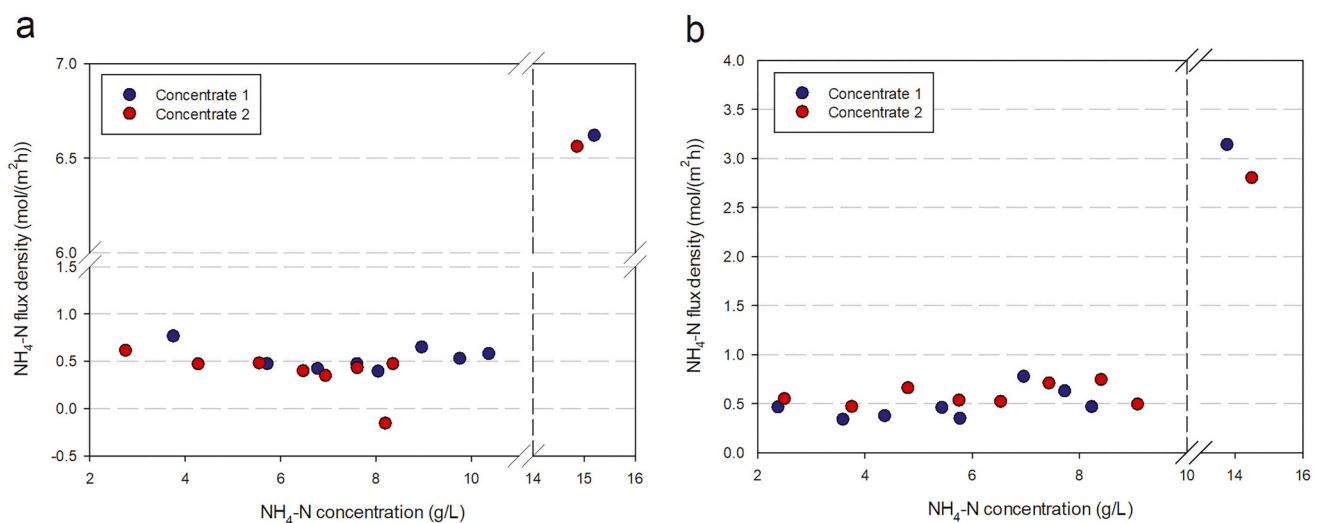 a
7.0
6.5
6.0
1.5
1.0
0.5
0.0
-0.5
NH₄-N flux density (mol/(m²h))
Concentrate 1
Concentrate 2
2 4 6 8 10 14 15 16
NH₄-N concentration (g/L)
b
4.0
3.5
3.0
2.5
2.0
1.5
1.0
0.5
0.0
NH₄-N flux density (mol/(m²h))
Concentrate 1
Concentrate 2
2 4 6 8 10 14 16
NH₄-N concentration (g/L)